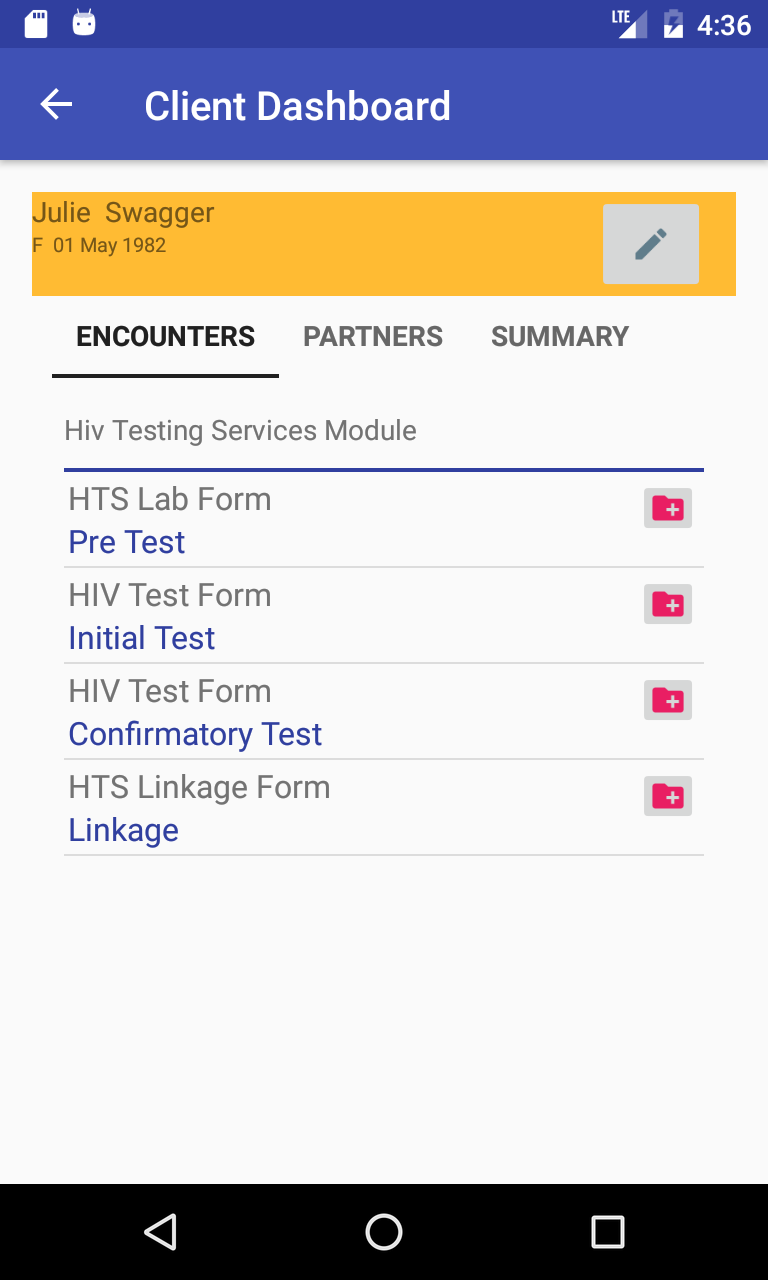 LTE 4:36
Client Dashboard
Julie Swagger
F 01 May 1982
ENCOUNTERS PARTNERS SUMMARY
Hiv Testing Services Module
HTS Lab Form
Pre Test
HIV Test Form
Initial Test
HIV Test Form
Confirmatory Test
HTS Linkage Form
Linkage